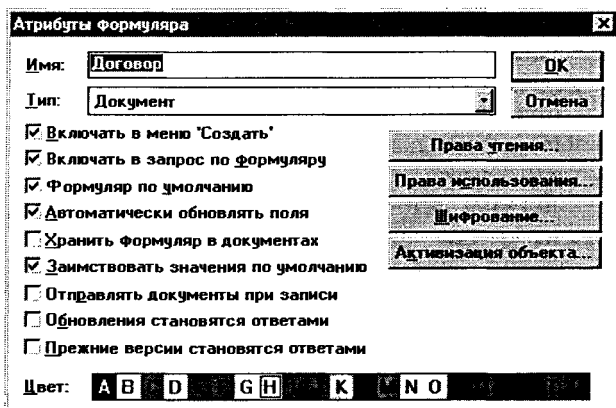 Атрибуты формуляра
Имя: Договор OK
Тип: Документ Отмена
Включать в меню 'Создать'
Включать в запрос по формуляру
Формуляр по умолчанию
Автоматически обновлять поля
Хранить формуляр в документах
Заимствовать значения по умолчанию
Отправлять документы при записи
Обновления становятся ответами
Прежние версии становятся ответами
Права чтения...
Права использования...
Шифрование...
Активизация объекта...
Цвет: A B D G H K N O